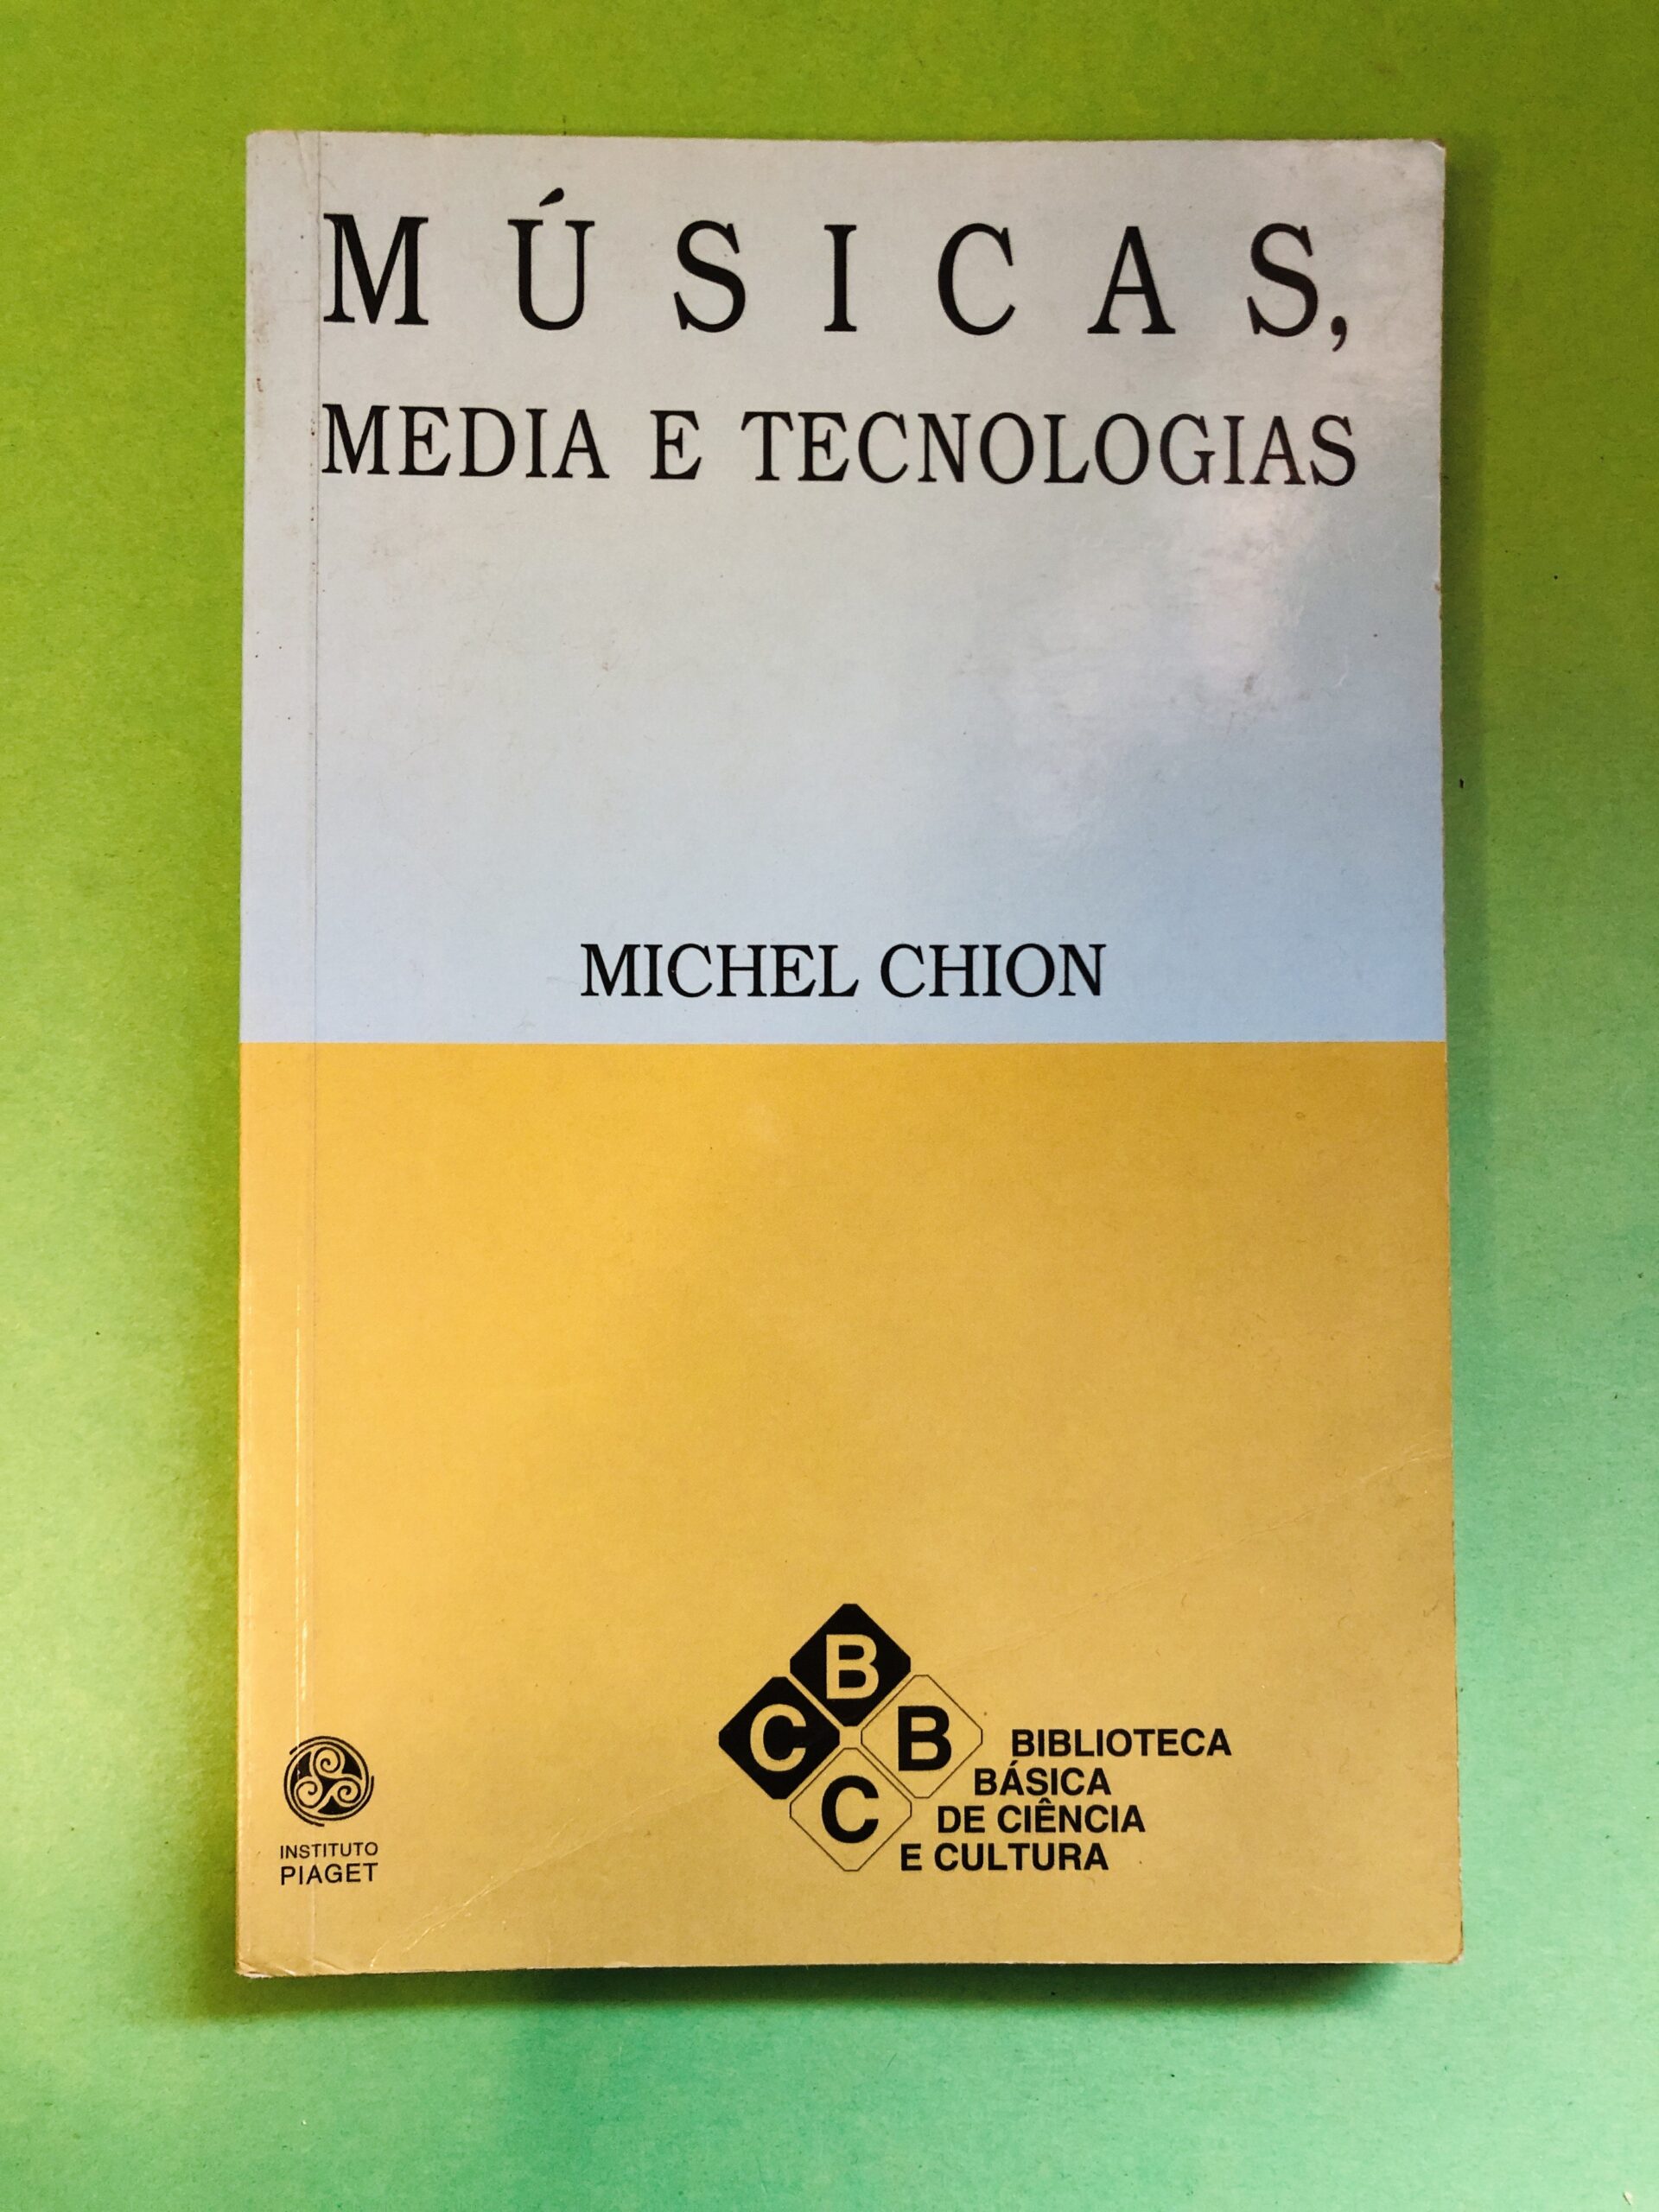 MÚSICAS,
MEDIA E TECNOLOGIAS
MICHEL CHION
B
C B
C
BIBLIOTECA
BÁSICA
DE CIÊNCIA
E CULTURA
INSTITUTO
PIAGET